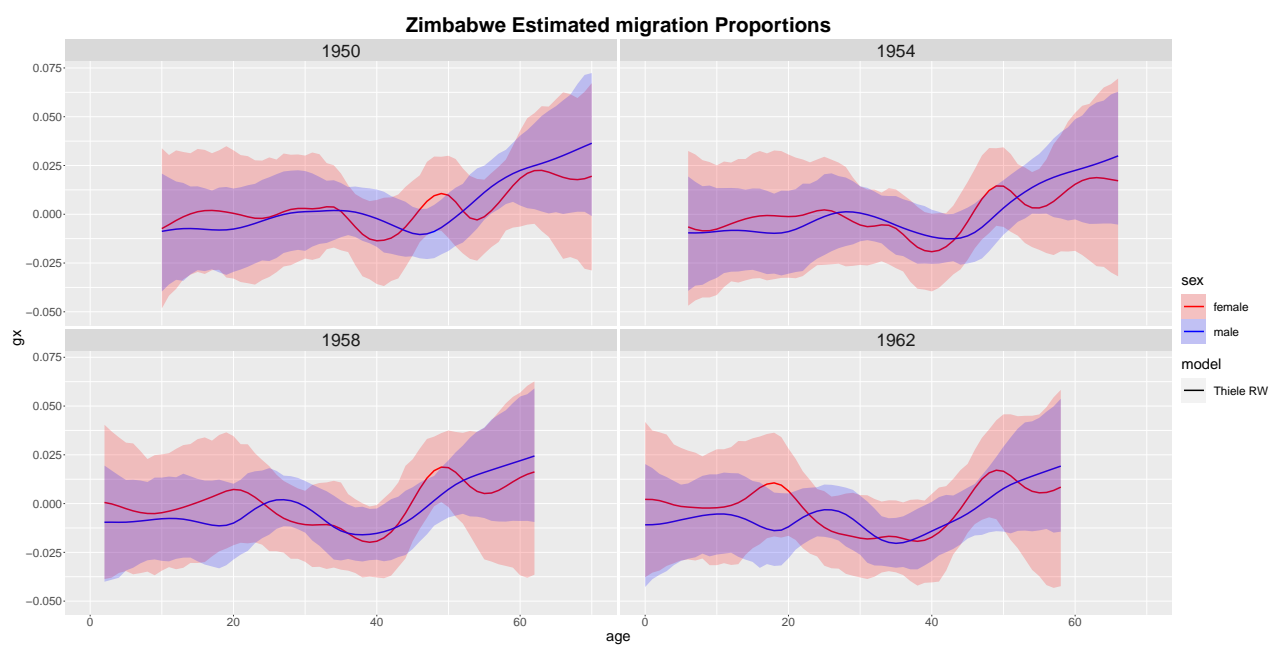 Zimbabwe Estimated migration Proportions
1950
1954
0.075
0.050
0.025
0.000
−0.025
−0.050
gx
1958
1962
0.075
0.050
0.025
0.000
−0.025
−0.050
0 20 40 60 0 20 40 60
age
sex
female
male
model
Thiele RW